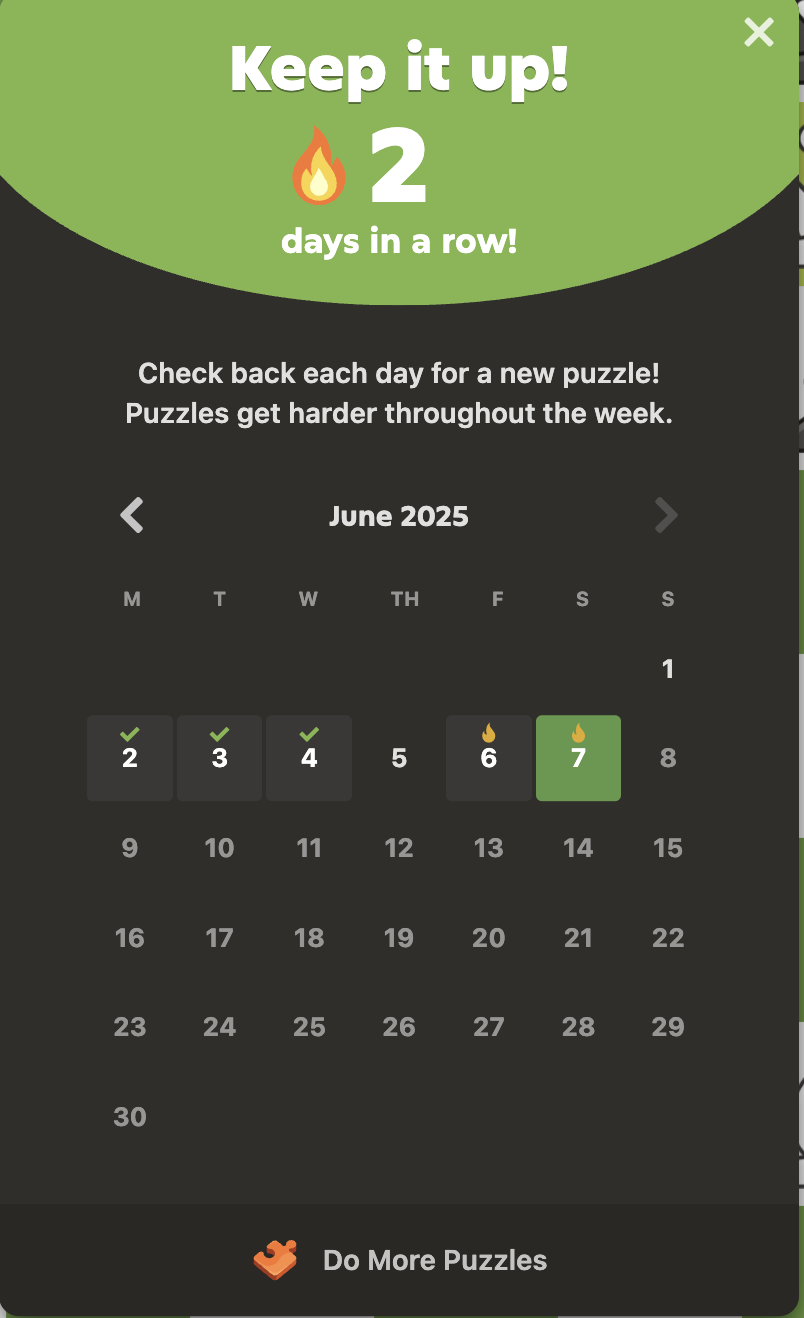 Keep it up!
2
days in a row!
Check back each day for a new puzzle!
Puzzles get harder throughout the week.
June 2025
M T W TH F S S
1
2 3 4 5 6 7 8
9 10 11 12 13 14 15
16 17 18 19 20 21 22
23 24 25 26 27 28 29
30
Do More Puzzles